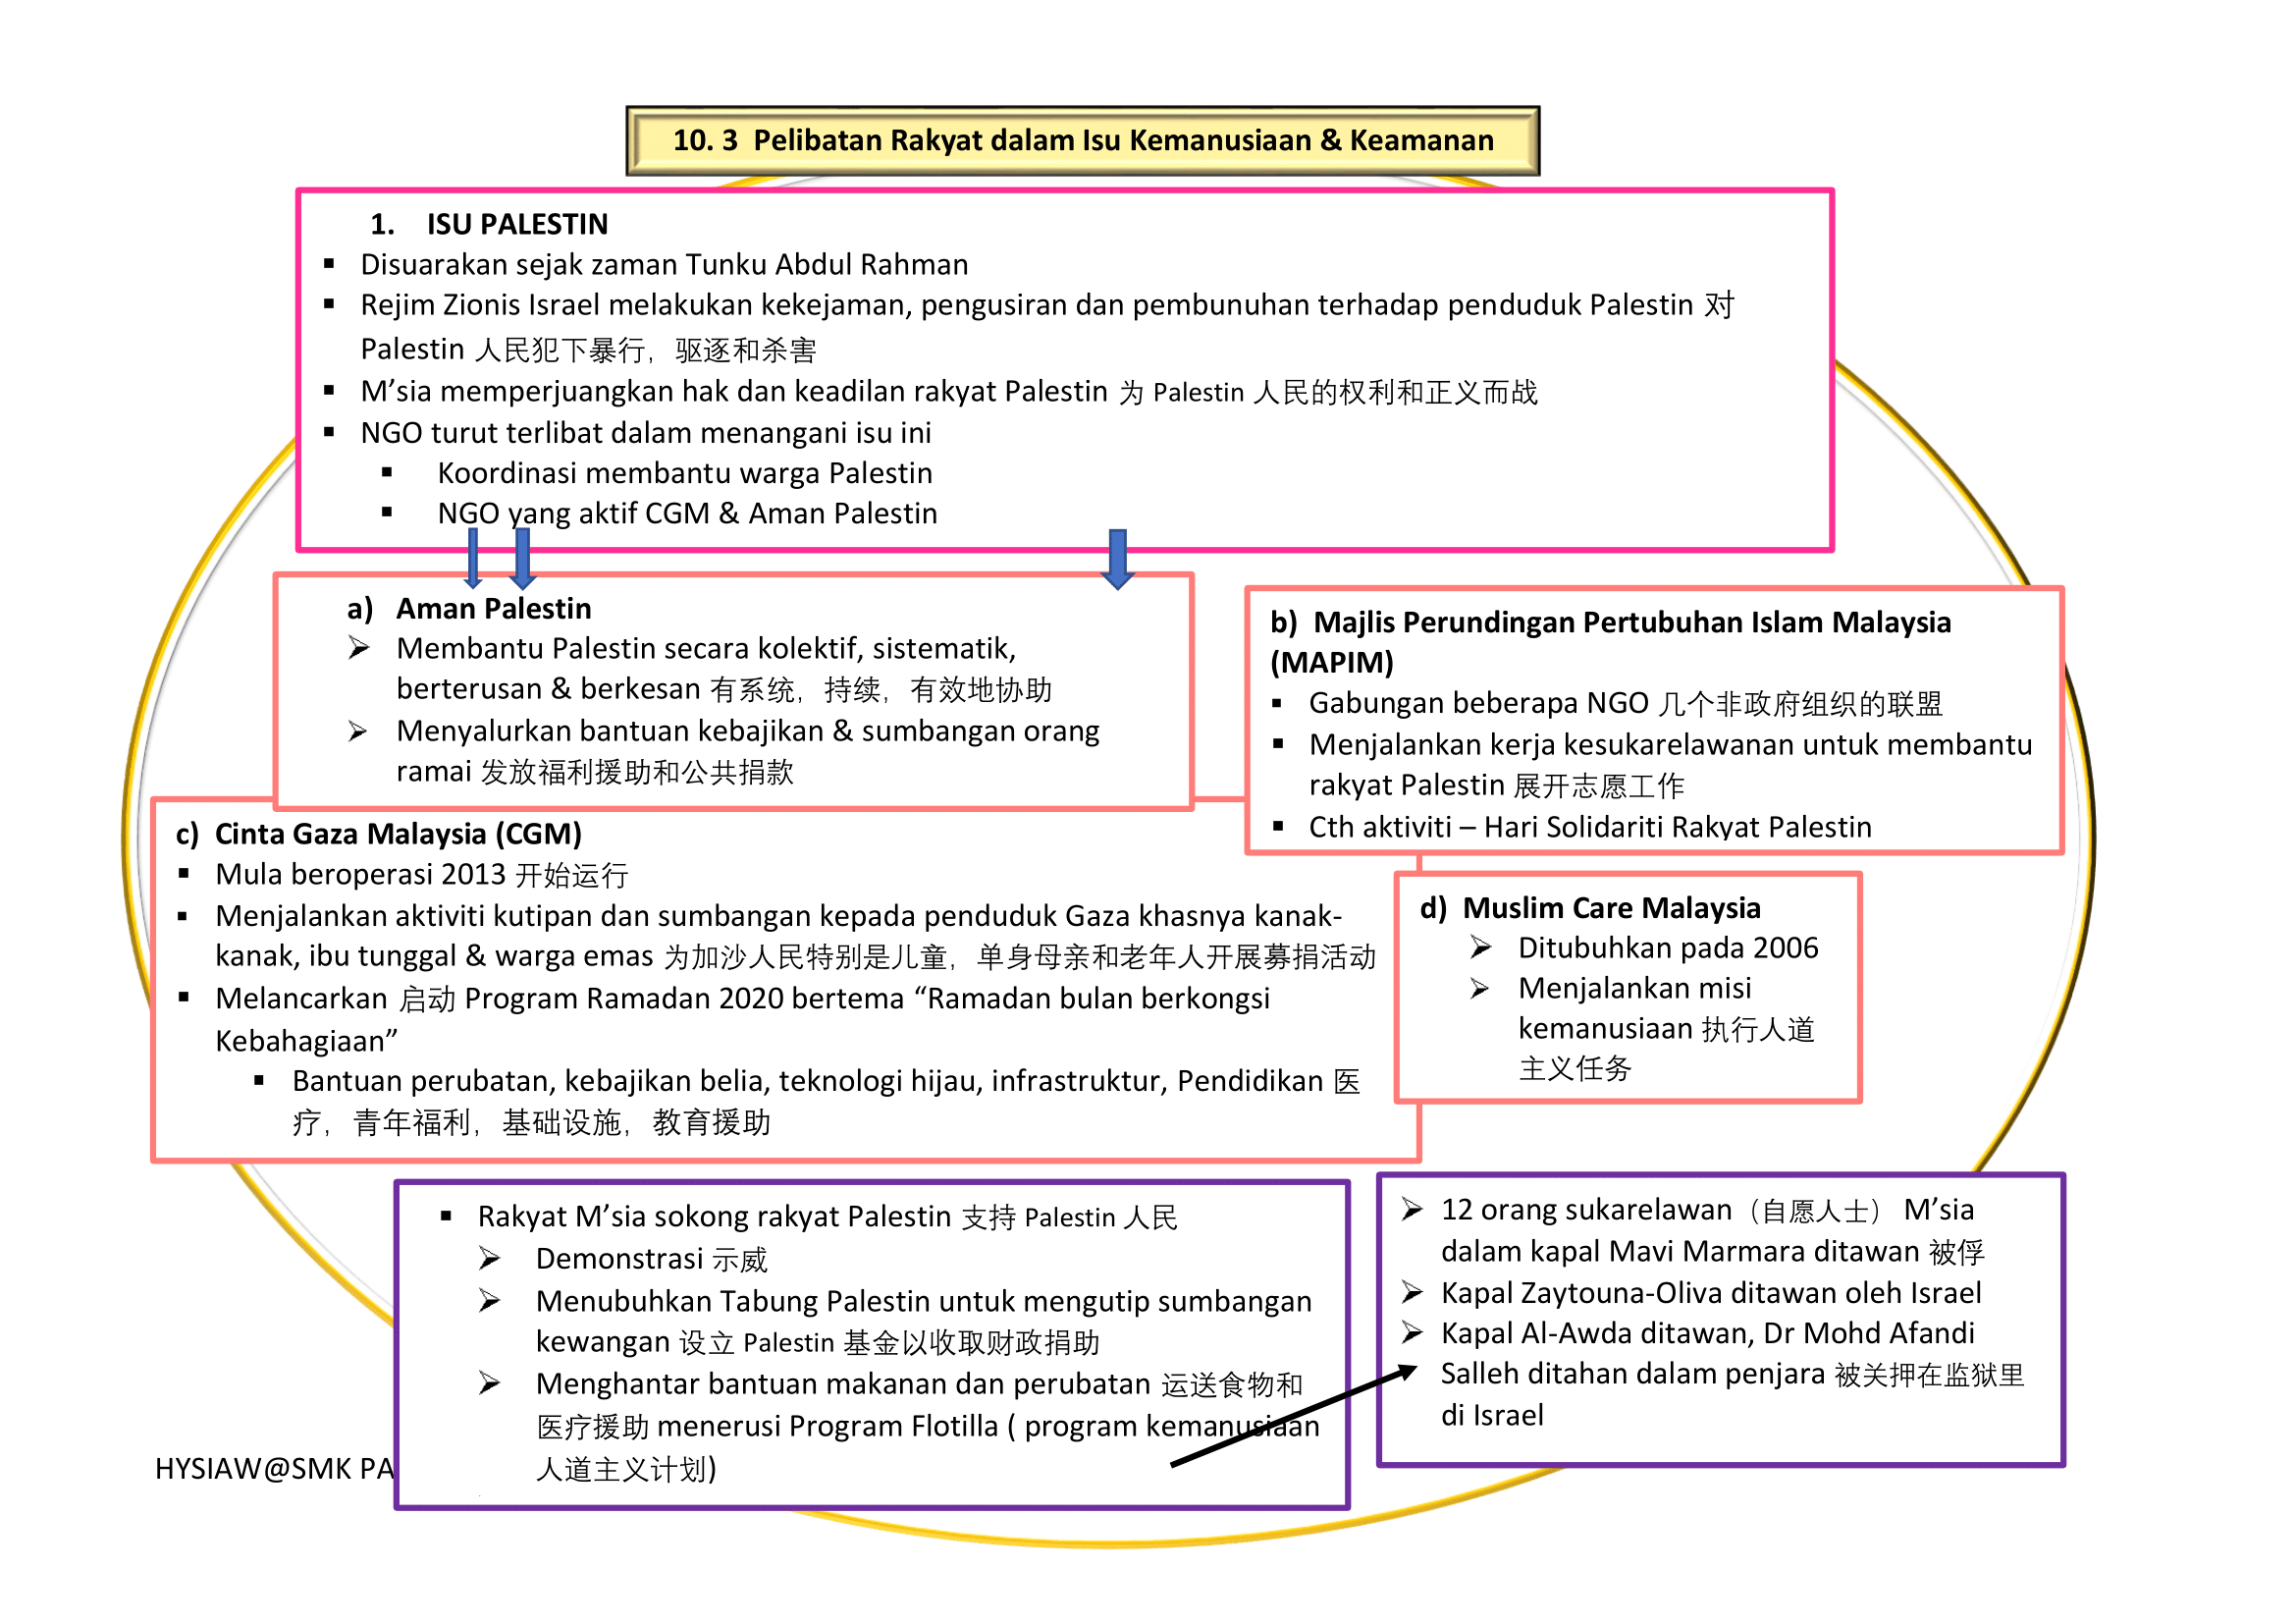 10. 3 Pelibatan Rakyat dalam Isu Kemanusiaan & Keamanan
1. ISU PALESTIN
▪ Disuarakan sejak zaman Tunku Abdul Rahman
▪ Rejim Zionis Israel melakukan kekejaman, pengusiran dan pembunuhan terhadap penduduk Palestin 对
Palestin 人民犯下暴行，驱逐和杀害
▪ M’sia memperjuangkan hak dan keadilan rakyat Palestin 为 Palestin 人民的权利和正义而战
▪ NGO turut terlibat dalam menangani isu ini
▪ Koordinasi membantu warga Palestin
▪ NGO yang aktif CGM & Aman Palestin
a) Aman Palestin
➢ Membantu Palestin secara kolektif, sistematik,
berterusan & berkesan 有系统，持续，有效地协助
➢ Menyalurkan bantuan kebajikan & sumbangan orang
ramai 发放福利援助和公共捐款
b) Majlis Perundingan Pertubuhan Islam Malaysia
(MAPIM)
▪ Gabungan beberapa NGO 几个非政府组织的联盟
▪ Menjalankan kerja kesukarelawanan untuk membantu
rakyat Palestin 展开志愿工作
▪ Cth aktiviti – Hari Solidariti Rakyat Palestin
c) Cinta Gaza Malaysia (CGM)
▪ Mula beroperasi 2013 开始运行
▪ Menjalankan aktiviti kutipan dan sumbangan kepada penduduk Gaza khasnya kanak-
kanak, ibu tunggal & warga emas 为加沙人民特别是儿童，单身母亲和老年人开展募捐活动
▪ Melancarkan 启动 Program Ramadan 2020 bertema “Ramadan bulan berkongsi
Kebahagiaan”
▪ Bantuan perubatan, kebajikan belia, teknologi hijau, infrastruktur, Pendidikan 医
疗，青年福利，基础设施，教育援助
d) Muslim Care Malaysia
➢ Ditubuhkan pada 2006
➢ Menjalankan misi
kemanusiaan 执行人道
主义任务
▪ Rakyat M’sia sokong rakyat Palestin 支持 Palestin 人民
➢ Demonstrasi 示威
➢ Menubuhkan Tabung Palestin untuk mengutip sumbangan
kewangan 设立 Palestin 基金以收取财政捐助
➢ Menghantar bantuan makanan dan perubatan 运送食物和
医疗援助 menerusi Program Flotilla ( program kemanusiaan
人道主义计划)
➢ 12 orang sukarelawan（自愿人士） M’sia
dalam kapal Mavi Marmara ditawan 被俘
➢ Kapal Zaytouna-Oliva ditawan oleh Israel
➢ Kapal Al-Awda ditawan, Dr Mohd Afandi
Salleh ditahan dalam penjara 被关押在监狱里
di Israel
HYSIAW@SMK PA